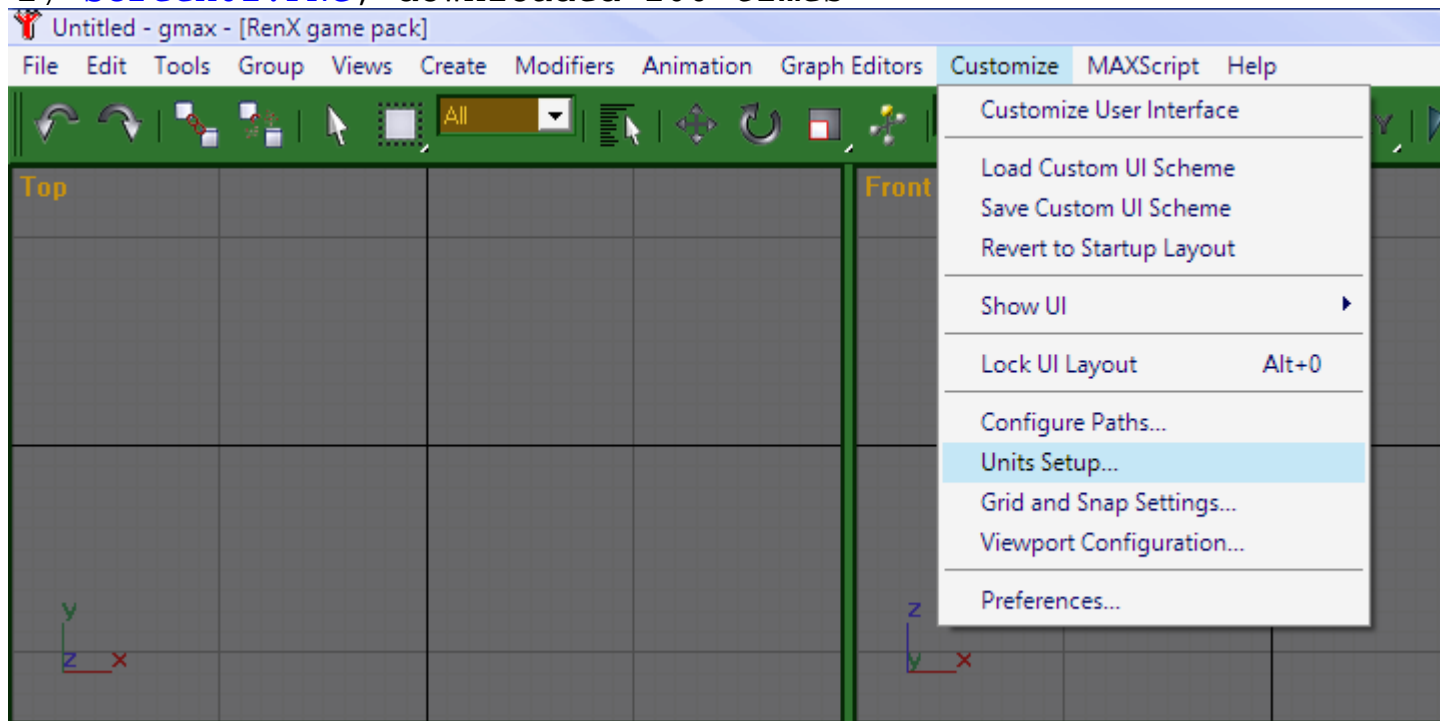 Untitled - gmax - [RenX game pack]
File Edit Tools Group Views Create Modifiers Animation Graph Editors Customize MAXScript Help
All
Customize User Interface
Load Custom UI Scheme
Save Custom UI Scheme
Revert to Startup Layout
Show UI
Lock UI Layout Alt+0
Configure Paths...
Units Setup...
Grid and Snap Settings...
Viewport Configuration...
Preferences...
Top
Front
y
z x
z
y x
Y